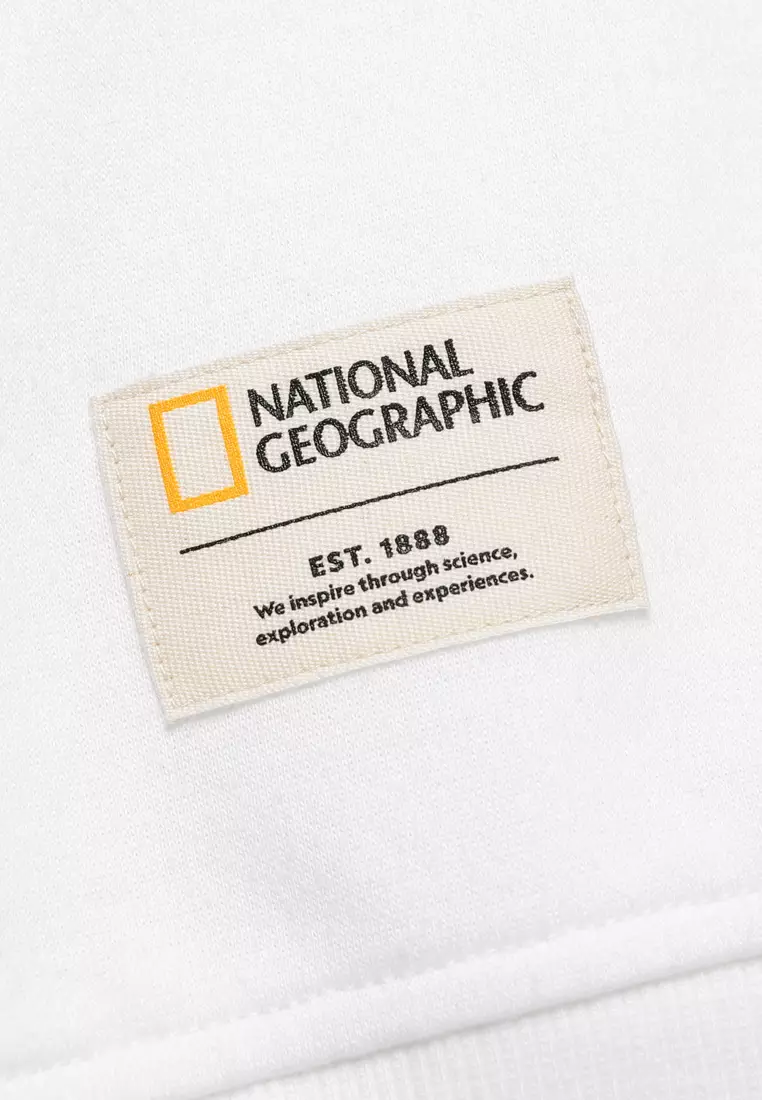 NATIONAL
GEOGRAPHIC
EST. 1888
We inspire through science,
exploration and experiences.